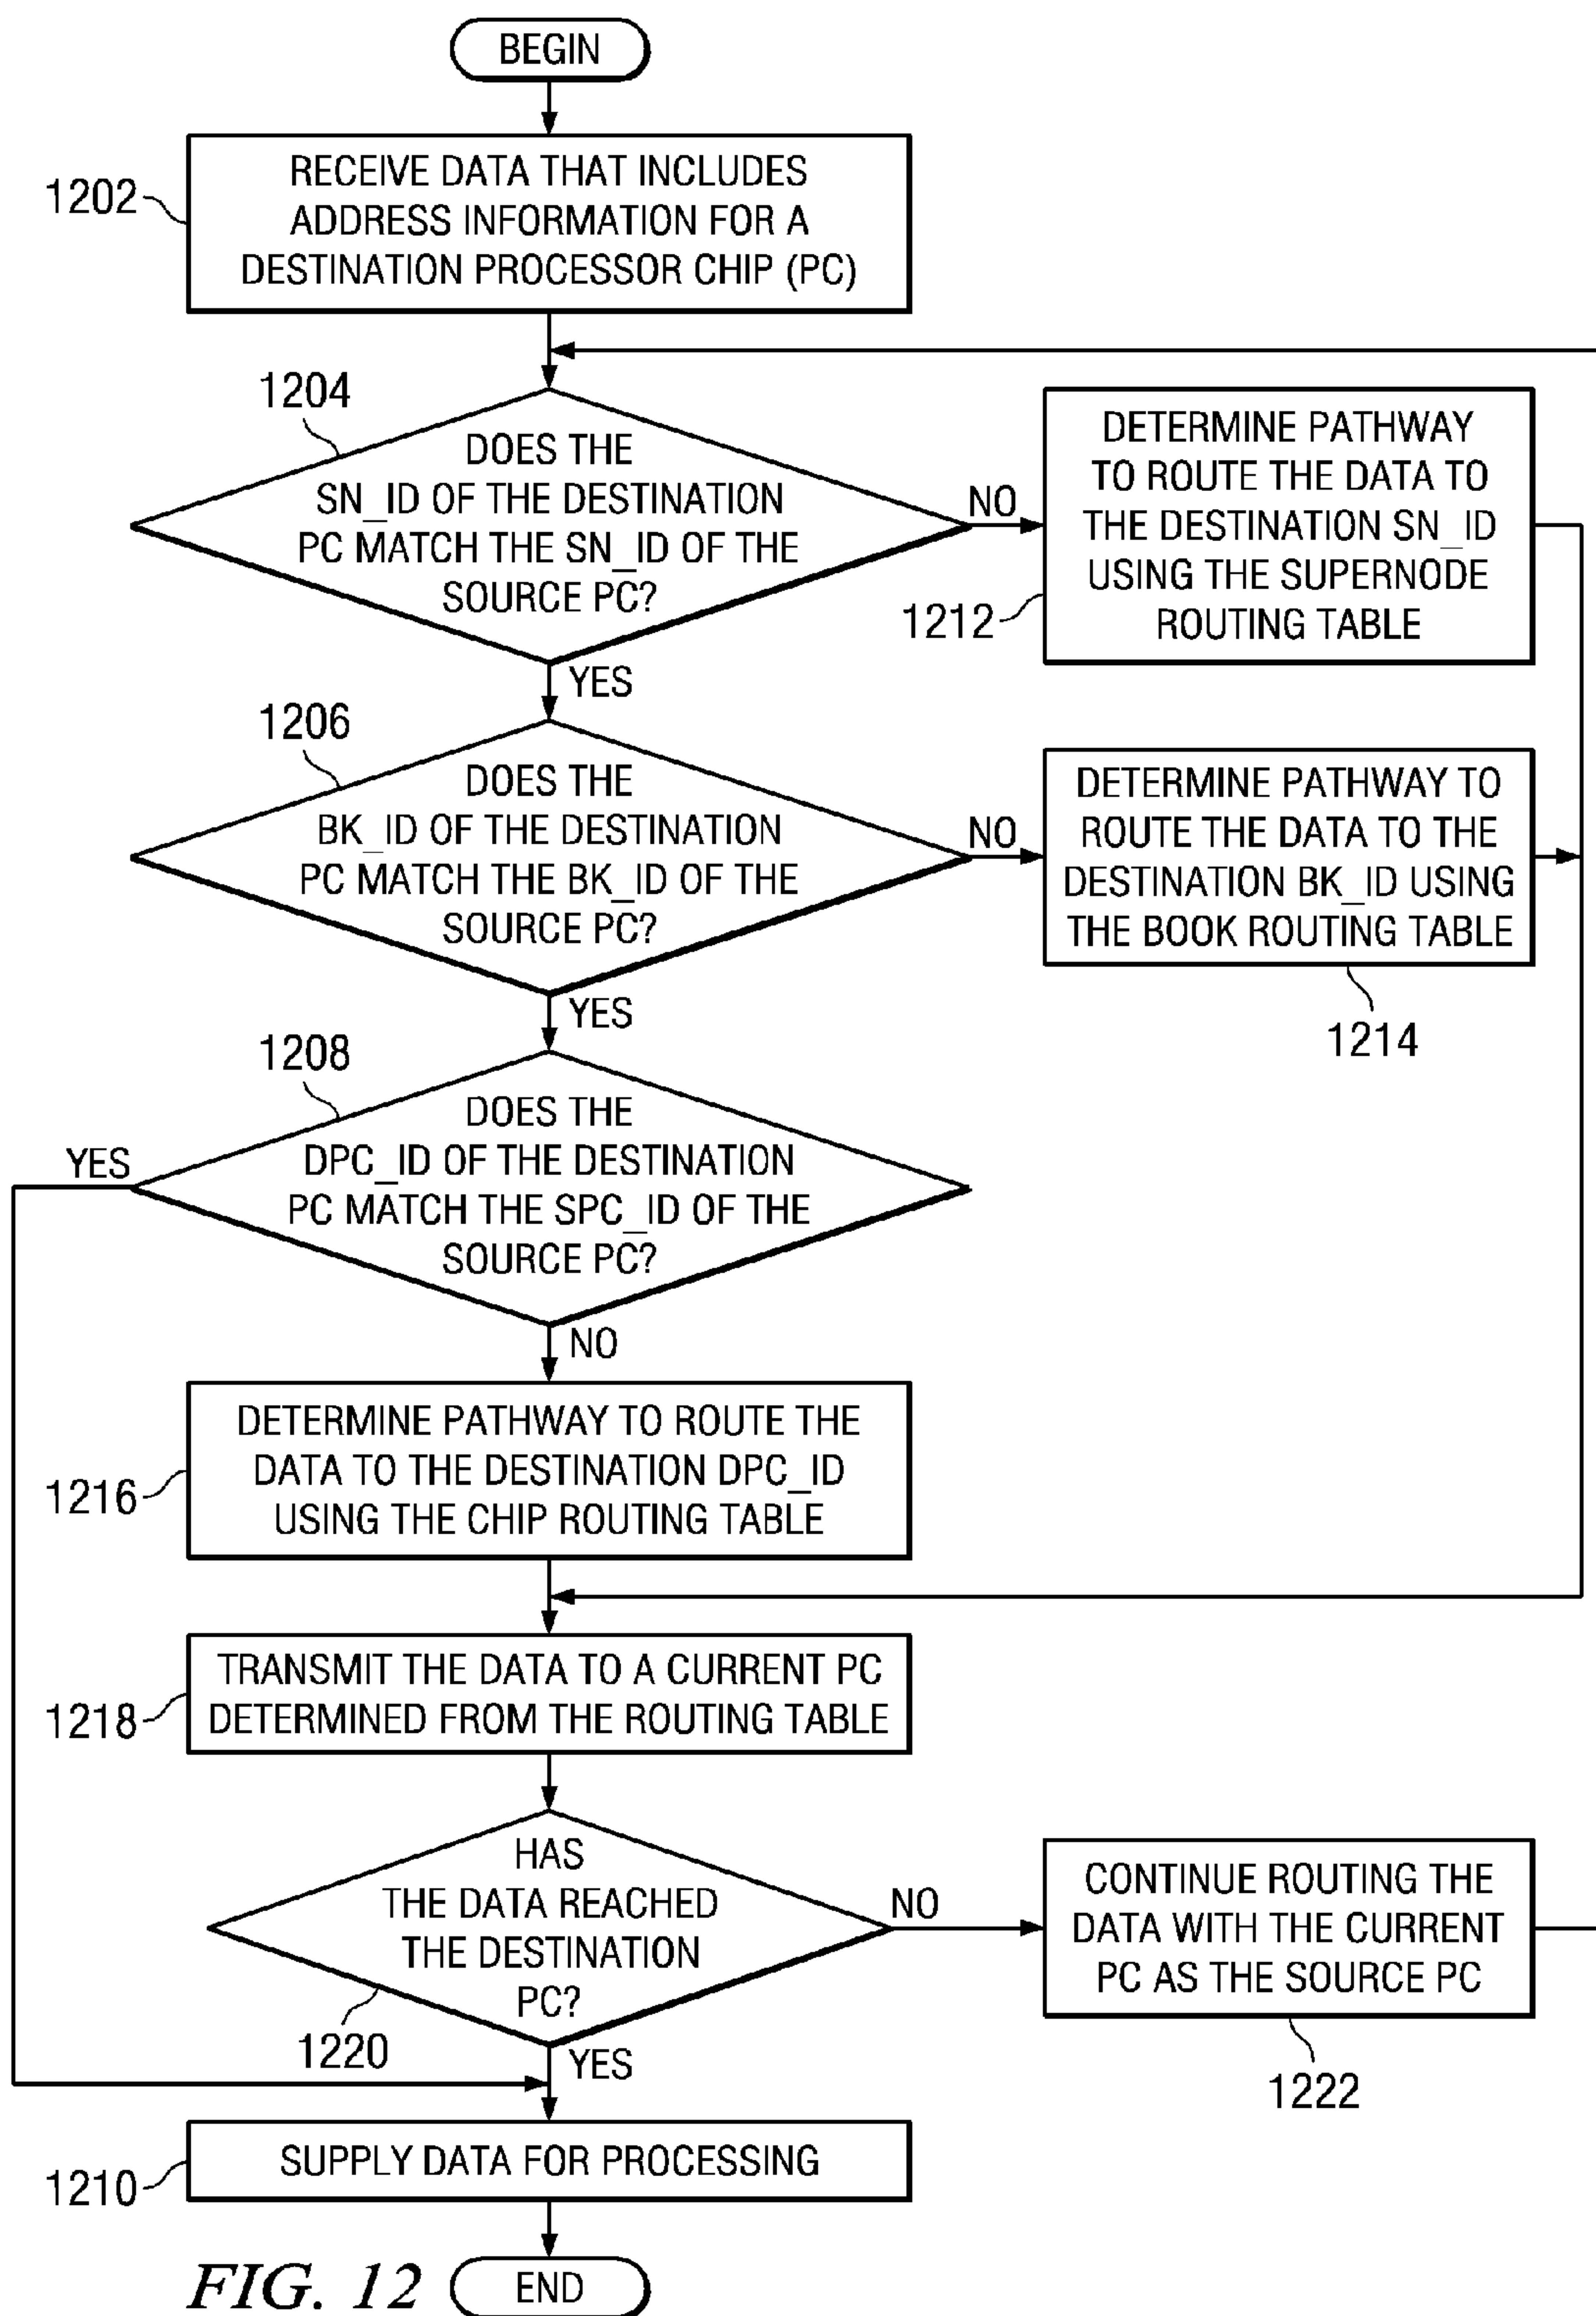 BEGIN
1202
RECEIVE DATA THAT INCLUDES
ADDRESS INFORMATION FOR A
DESTINATION PROCESSOR CHIP (PC)
1204
DOES THE
SN_ID OF THE DESTINATION
PC MATCH THE SN_ID OF THE
SOURCE PC?
NO
DETERMINE PATHWAY
TO ROUTE THE DATA TO
THE DESTINATION SN_ID
USING THE SUPERNODE
ROUTING TABLE
1212
YES
1206
DOES THE
BK_ID OF THE DESTINATION
PC MATCH THE BK_ID OF THE
SOURCE PC?
NO
DETERMINE PATHWAY TO
ROUTE THE DATA TO THE
DESTINATION BK_ID USING
THE BOOK ROUTING TABLE
1214
YES
1208
DOES THE
DPC_ID OF THE DESTINATION
PC MATCH THE SPC_ID OF THE
SOURCE PC?
YES
NO
1216
DETERMINE PATHWAY TO ROUTE THE
DATA TO THE DESTINATION DPC_ID
USING THE CHIP ROUTING TABLE
1218
TRANSMIT THE DATA TO A CURRENT PC
DETERMINED FROM THE ROUTING TABLE
HAS
THE DATA REACHED
THE DESTINATION
PC?
1220
NO
CONTINUE ROUTING THE
DATA WITH THE CURRENT
PC AS THE SOURCE PC
1222
YES
1210
SUPPLY DATA FOR PROCESSING
FIG. 12
END